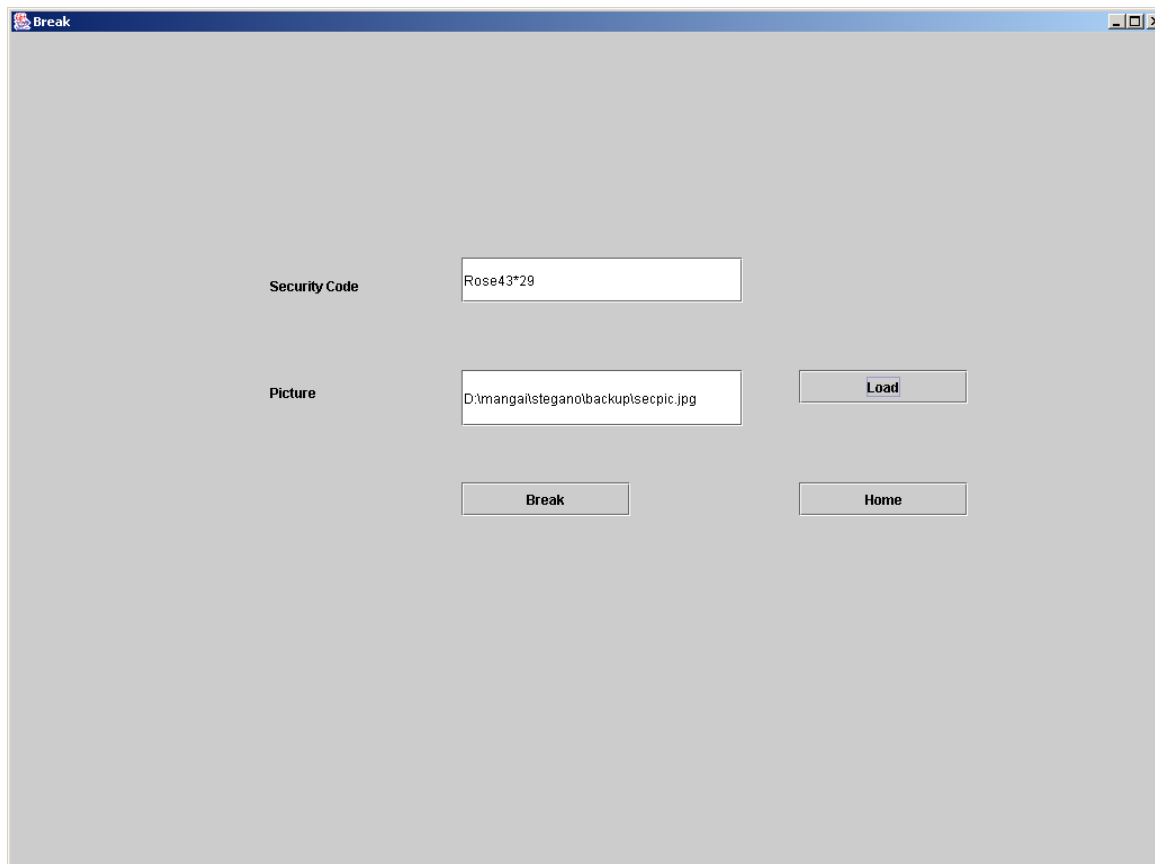 Break
Security Code
Rose43*29
Picture
D:\mangai\stegano\backup\secpic.jpg
Load
Break
Home